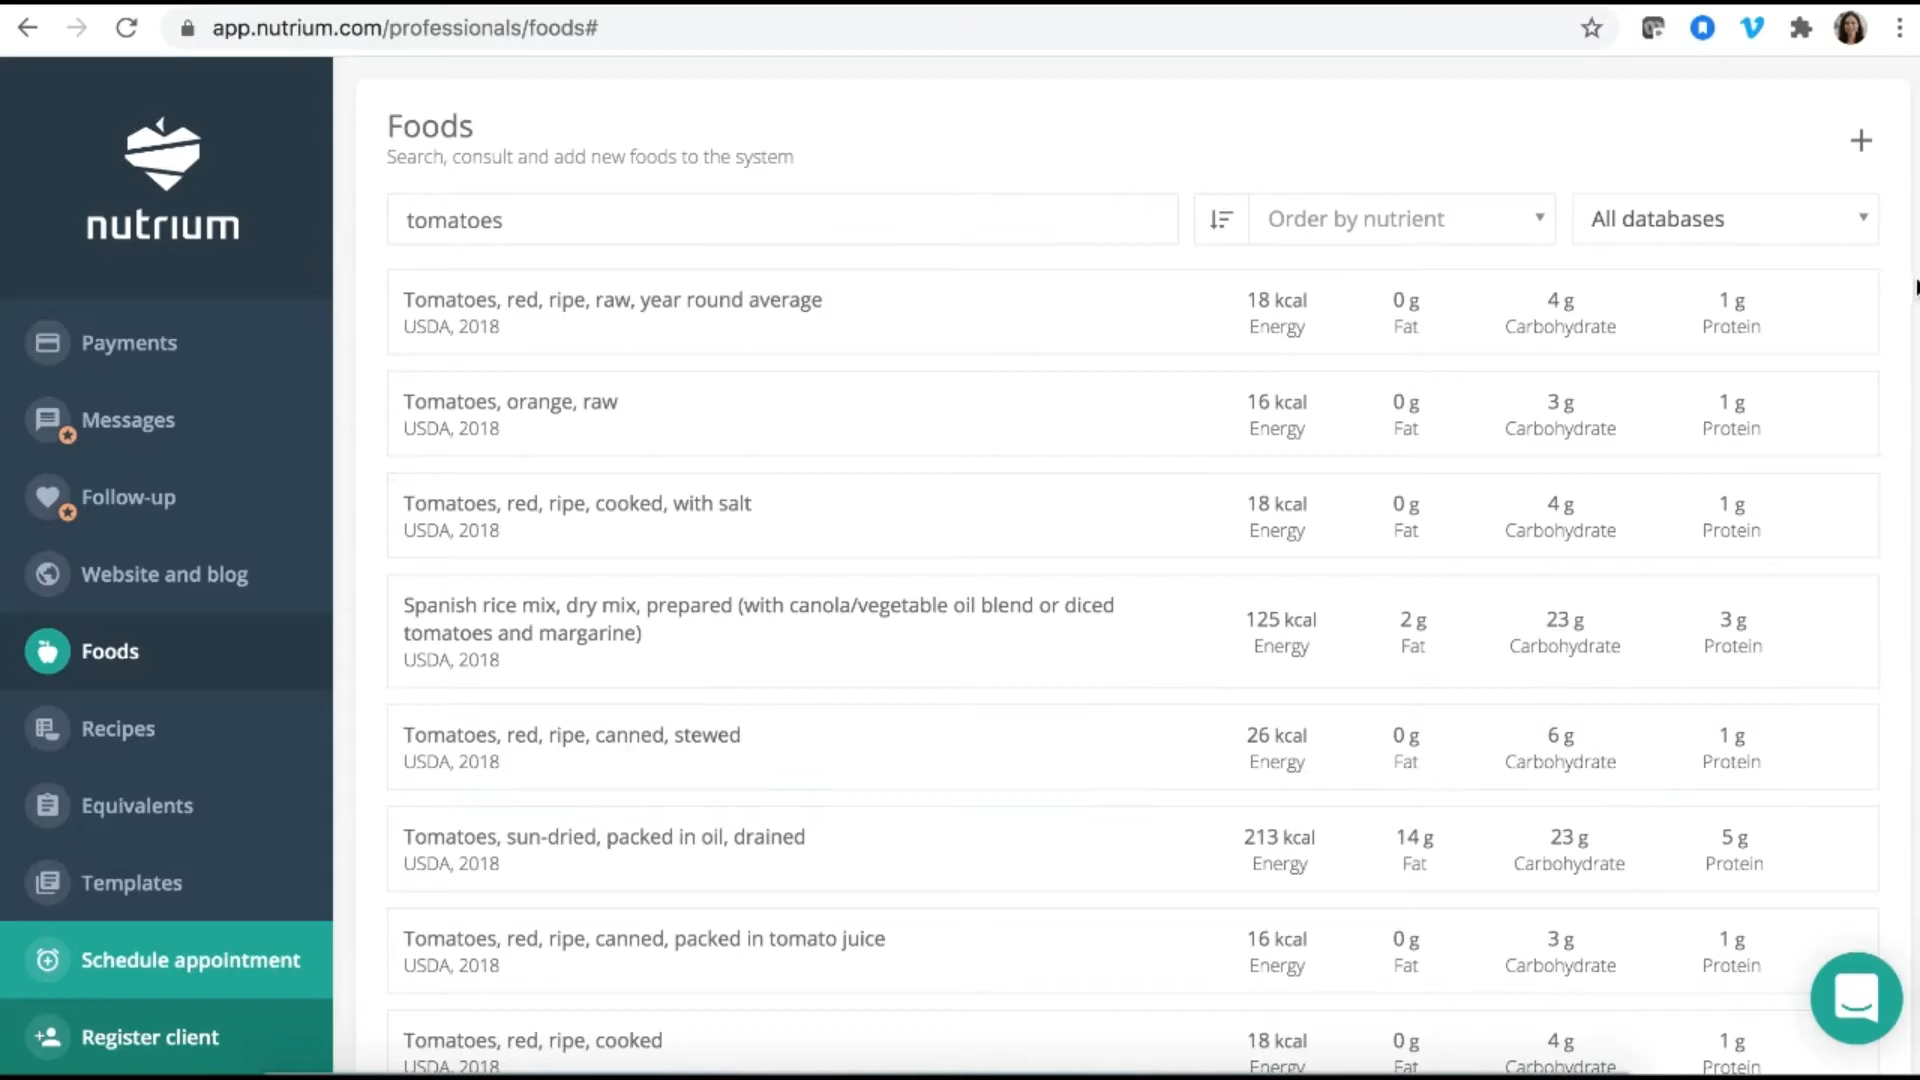 app.nutrium.com/professionals/foods#
nutrium
Payments
Messages
Follow-up
Website and blog
Foods
Recipes
Equivalents
Templates
Schedule appointment
Register client
Foods
Search, consult and add new foods to the system
tomatoes
Order by nutrient
All databases
Tomatoes, red, ripe, raw, year round average
USDA, 2018
18 kcal 0 g 4 g 1 g
Energy Fat Carbohydrate Protein
Tomatoes, orange, raw
USDA, 2018
16 kcal 0 g 3 g 1 g
Energy Fat Carbohydrate Protein
Tomatoes, red, ripe, cooked, with salt
USDA, 2018
18 kcal 0 g 4 g 1 g
Energy Fat Carbohydrate Protein
Spanish rice mix, dry mix, prepared (with canola/vegetable oil blend or diced
tomatoes and margarine)
USDA, 2018
125 kcal 2 g 23 g 3 g
Energy Fat Carbohydrate Protein
Tomatoes, red, ripe, canned, stewed
USDA, 2018
26 kcal 0 g 6 g 1 g
Energy Fat Carbohydrate Protein
Tomatoes, sun-dried, packed in oil, drained
USDA, 2018
213 kcal 14 g 23 g 5 g
Energy Fat Carbohydrate Protein
Tomatoes, red, ripe, canned, packed in tomato juice
USDA, 2018
16 kcal 0 g 3 g 1 g
Energy Fat Carbohydrate Protein
Tomatoes, red, ripe, cooked
USDA, 2018
18 kcal 0 g 4 g 1 g
Energy Fat Carbohydrate Protein